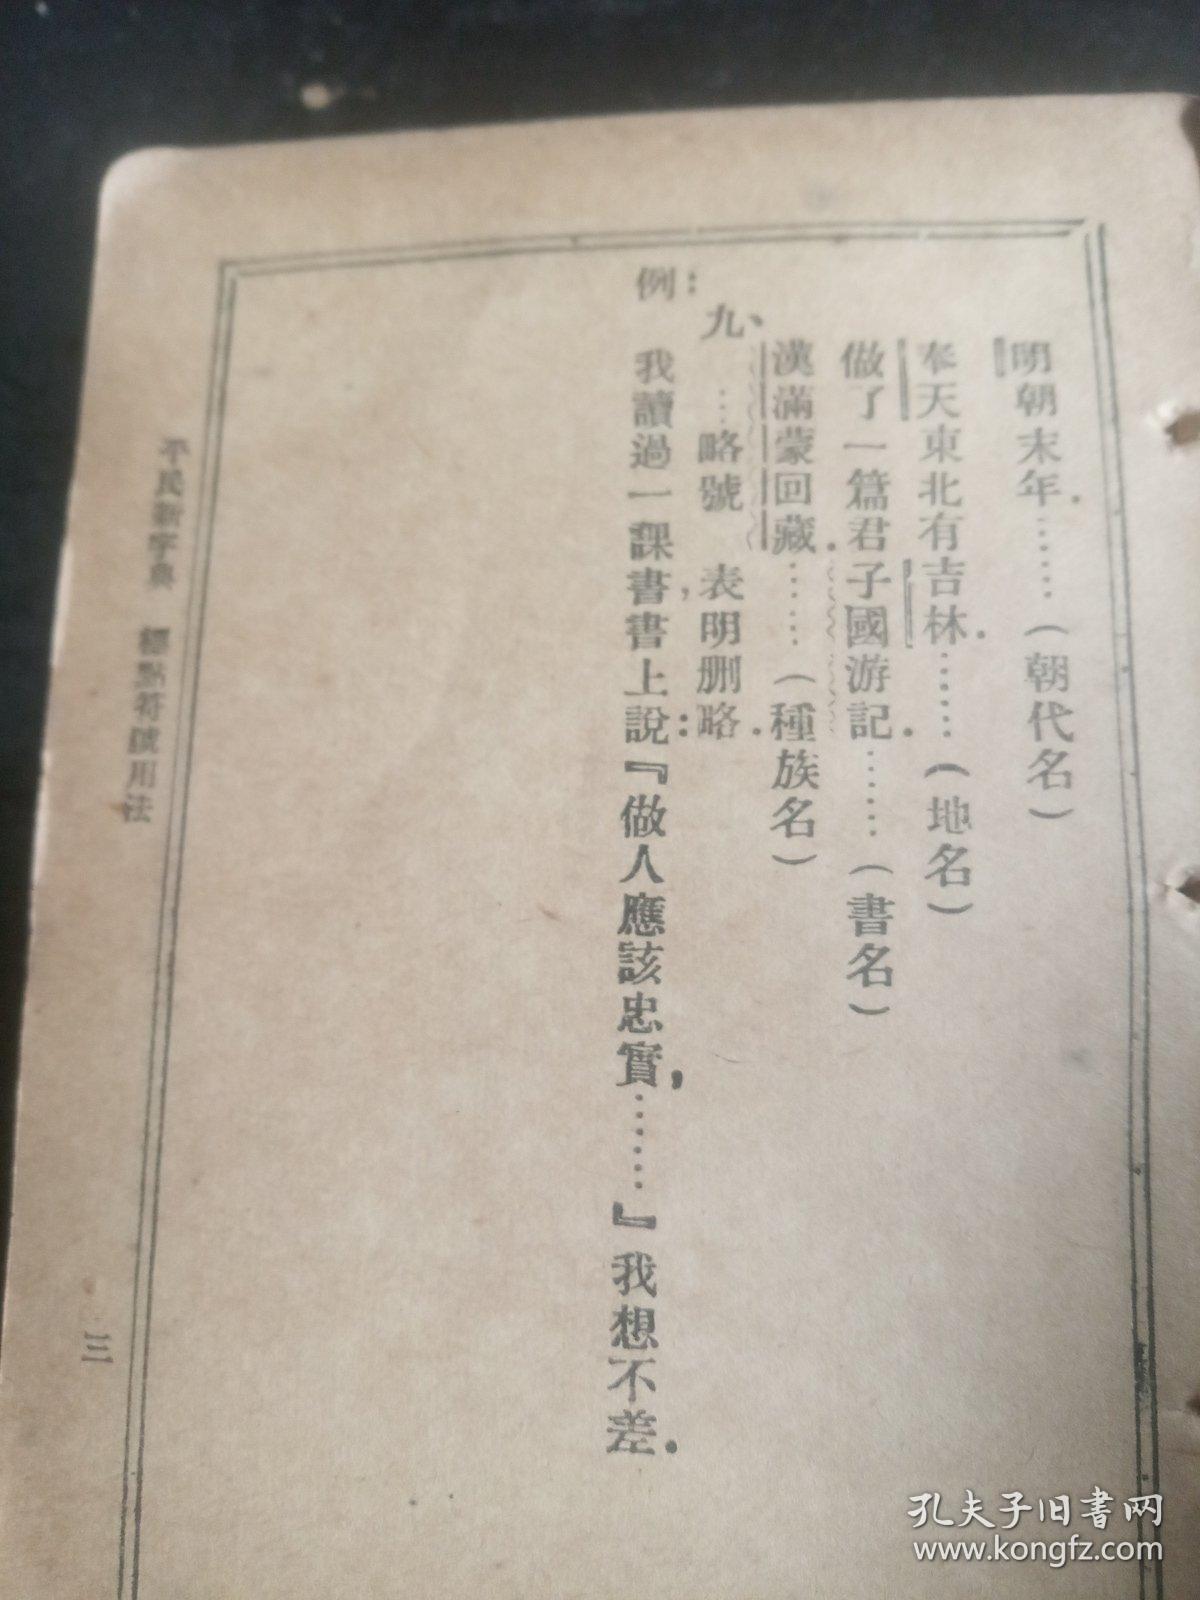 明朝末年．……（朝代名）
奉天東北有吉林．……（地名）
做了一篇君子國游記．……（書名）
漢滿蒙回藏．……（種族名）
九、…略號　表明刪略．
例：我讀過一課書，書上說：『做人應該忠實，……』我想不差．
平民新字典　標點符號用法
三
孔夫子旧書网
www.kongfz.com